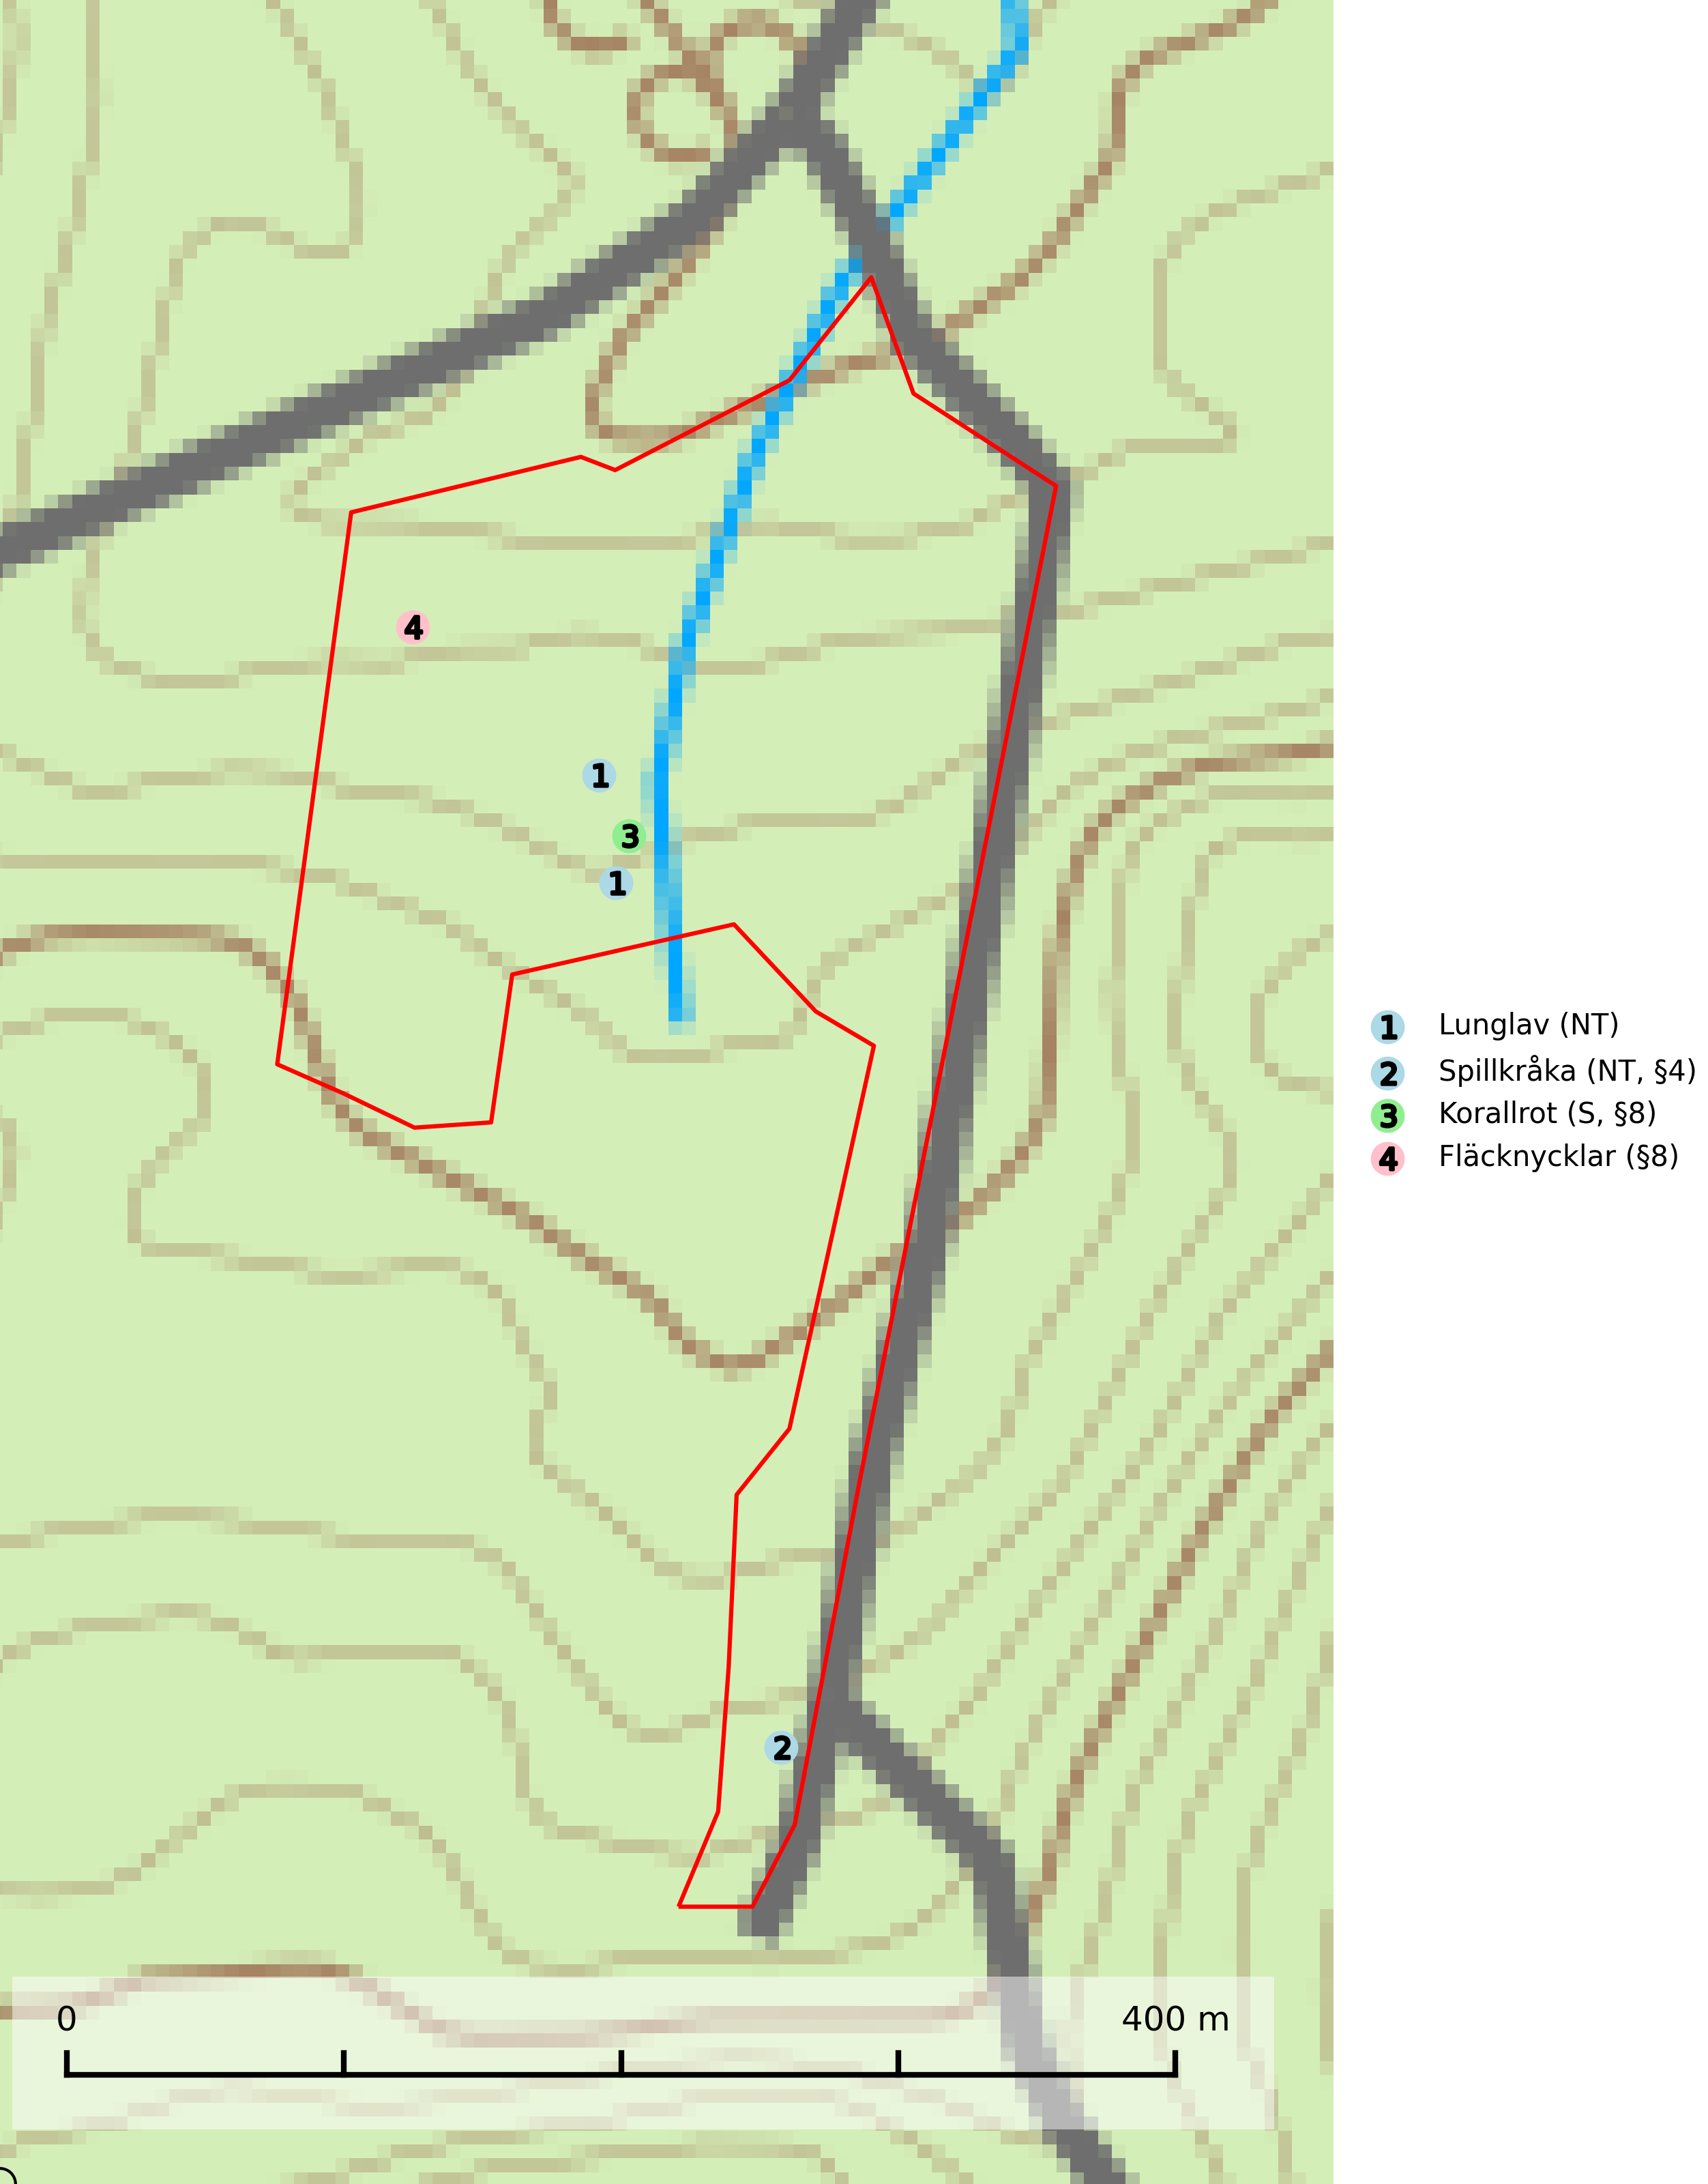 4
1
3
1
2
1 Lunglav (NT)
2 Spillkråka (NT, §4)
3 Korallrot (S, §8)
4 Fläcknycklar (§8)
0 400 m